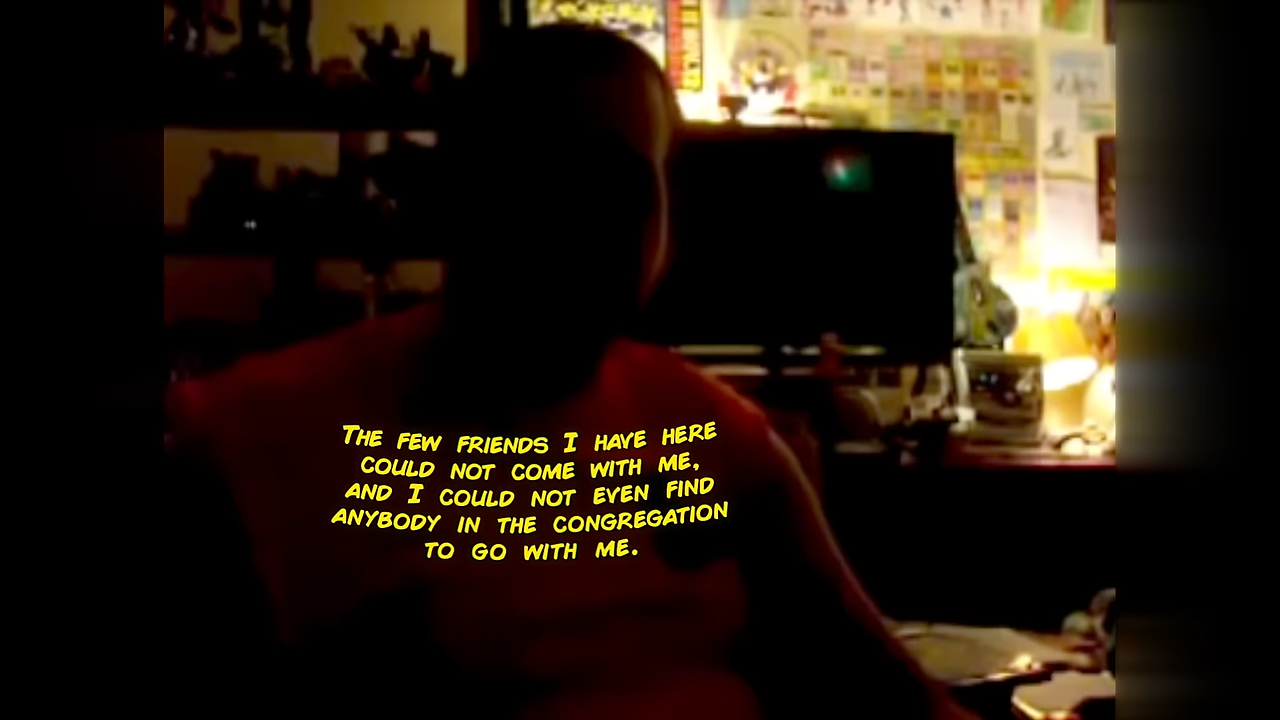 The few friends I have here
could not come with me,
and I could not even find
anybody in the congregation
to go with me.